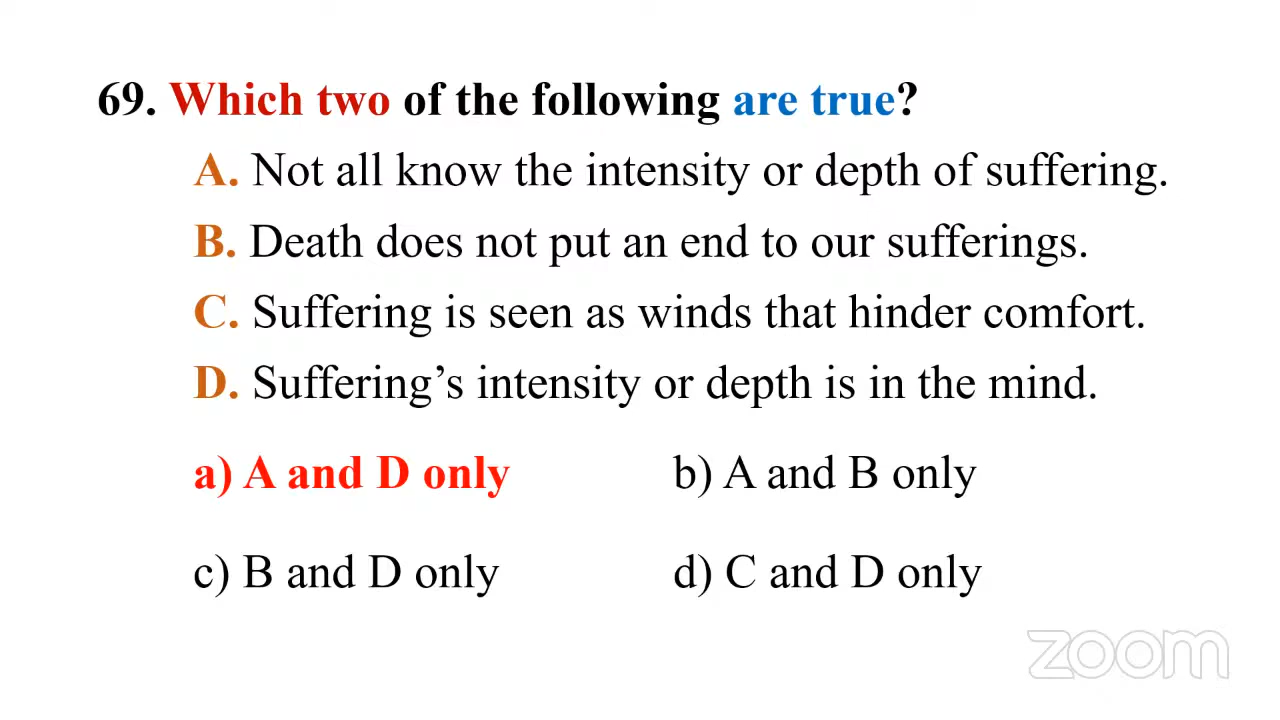 69. Which two of the following are true?
A. Not all know the intensity or depth of suffering.
B. Death does not put an end to our sufferings.
C. Suffering is seen as winds that hinder comfort.
D. Suffering’s intensity or depth is in the mind.
a) A and D only b) A and B only
c) B and D only d) C and D only
zoom